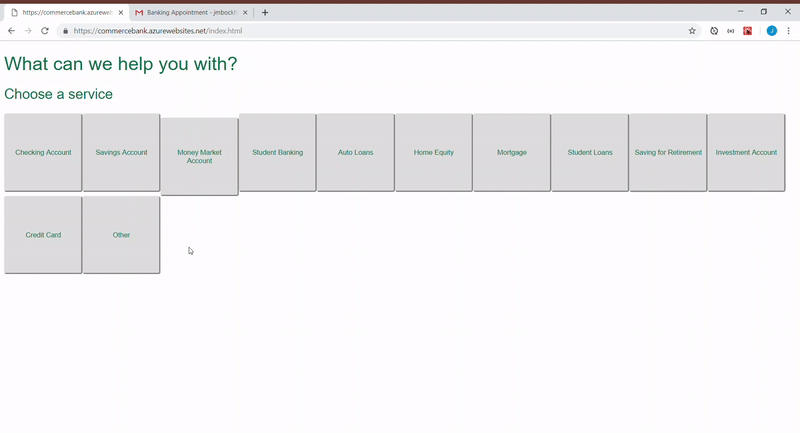 https://commercebank.azurewebsit
Banking Appointment - jmbock
https://commercebank.azurewebsites.net/index.html
J
What can we help you with?
Choose a service
Checking Account
Savings Account
Money Market
Account
Student Banking
Auto Loans
Home Equity
Mortgage
Student Loans
Saving for Retirement
Investment Account
Credit Card
Other